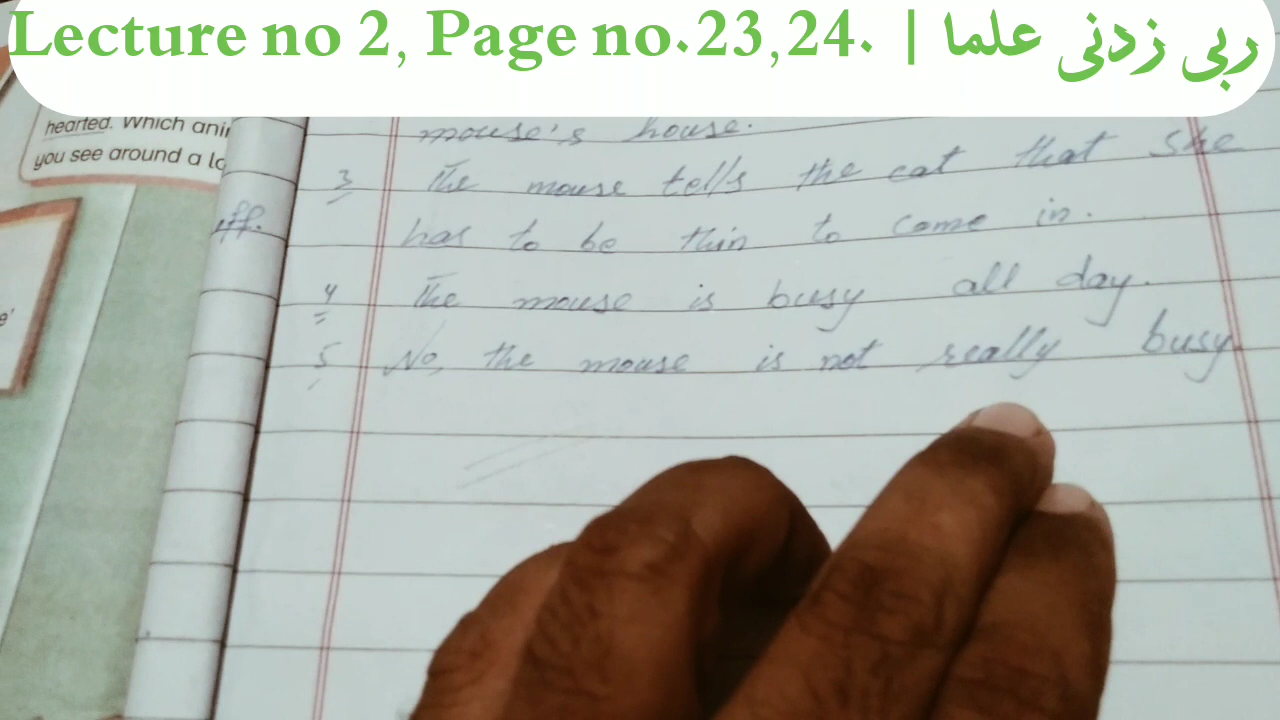 Lecture no 2, Page no.23,24. | ربی زدنی علما
hearted. Which
you see around a
mouse's house.
3 The mouse tells the cat that she
has to be thin to come in.
eff.
4 The mouse is busy all day.
5 No, the mouse is not really busy